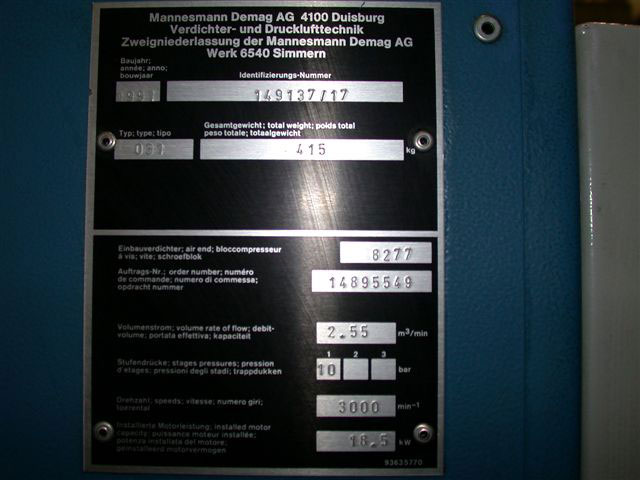 Mannesmann Demag AG 4100 Duisburg
Verdichter- und Drucklufttechnik
Zweigniederlassung der Mannesmann Demag AG
Werk 6540 Simmern
Baujahr;
année; anno;
bouwjaar
Identifizierungs-Nummer
1991
149137/17
Typ; type; tipo
Gesamtgewicht; total weight; poids total
peso totale; totaalgewicht
415
kg
Einbauverdichter; air end; bloccompresseur
à vis; vite; schroefblok
8277
Auftrags-Nr.; order number; numéro
de commande; numero di commessa;
opdracht nummer
14895549
Volumenstrom; volume rate of flow; debit-
volume; portata effettiva; kapaciteit
2.55
m³/min
1 2 3
Stufendrücke; stages pressures; pression
d'etages; pressioni degli stadi; trappdukken
10
bar
Drehzahl; speeds; vitesse; numero giri;
toerental
3000
min⁻¹
Installierte Motorleistung; installed motor
capacity; puissance moteur installée;
potenza installata del motore;
geinstalleerd motorvermogen
18.5
kW
93635770